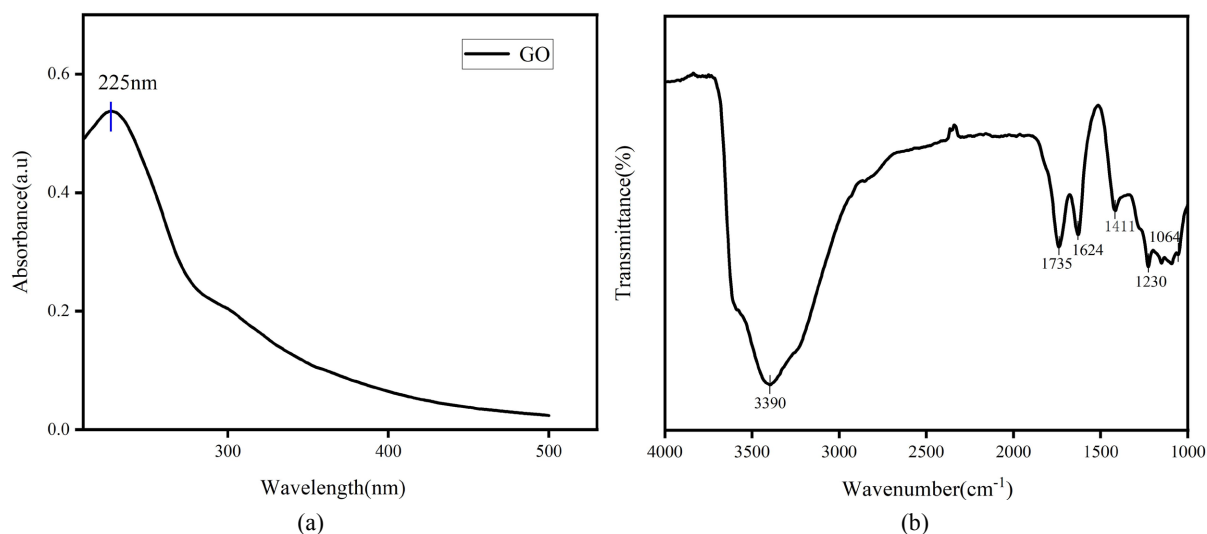 GO
225nm
0.6
0.4
0.2
0.0
Absorbance(a.u)
300 400 500
Wavelength(nm)
(a)
Transmittance(%)
3390
1735
1624
1411
1230
1064
4000 3500 3000 2500 2000 1500 1000
Wavenumber(cm⁻¹)
(b)